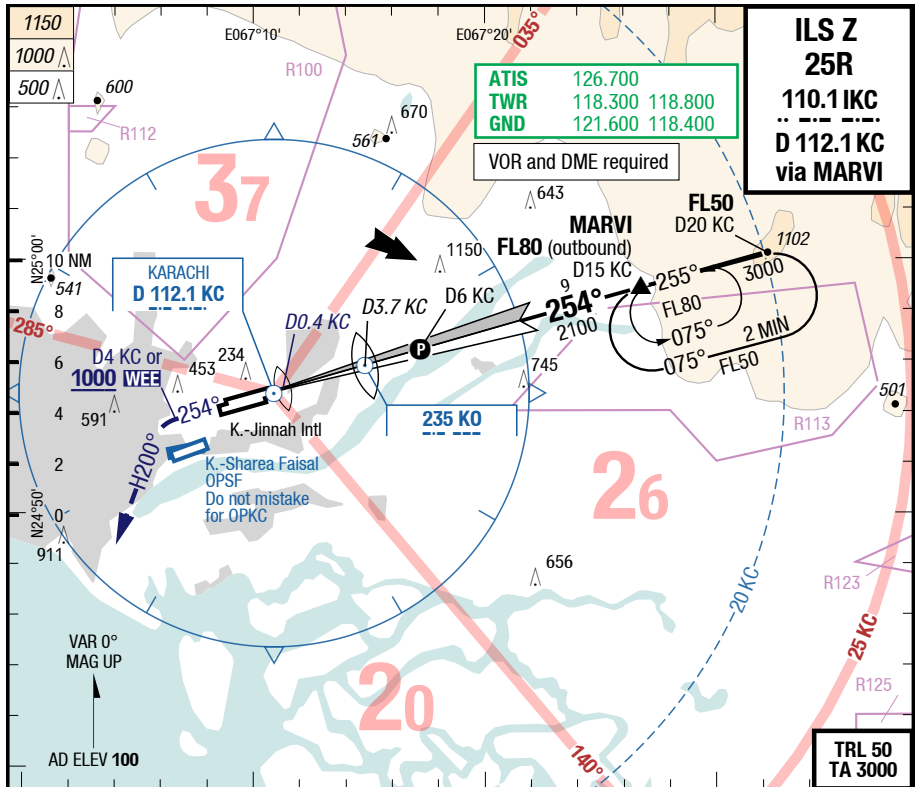 1150
1000
500
E067°10'
E067°20'
035°
ILS Z
25R
110.1 IKC
D 112.1 KC
via MARVI
ATIS 126.700
TWR 118.300 118.800
GND 121.600 118.400
VOR and DME required
R100
600
R112
670
561
37
643
1150
MARVI
FL80 (outbound)
D15 KC
FL50
D20 KC
1102
N25°00'
10 NM
541
KARACHI
D 112.1 KC
D0.4 KC
D3.7 KC
D6 KC
P
9
254°
2100
255°
3000
FL80
075°
2 MIN
075°
FL50
285°
8
6
4
2
0
D4 KC or
1000 WEE
453
234
591
254°
H200°
K.-Jinnah Intl
K.-Sharea Faisal
OPSF
Do not mistake
for OPKC
235 KO
745
501
R113
26
N24°50'
911
656
20 KC
R123
25 KC
R125
VAR 0°
MAG UP
AD ELEV 100
20
140°
TRL 50
TA 3000